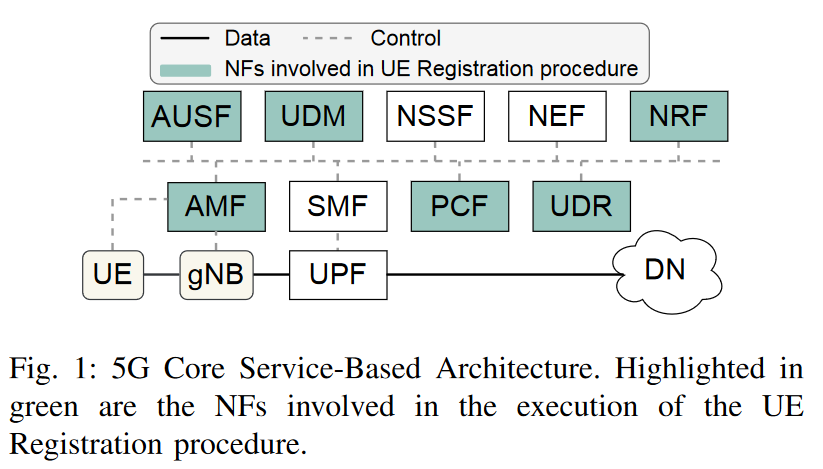 Data Control
NFs involved in UE Registration procedure
AUSF UDM NSSF NEF NRF
AMF SMF PCF UDR
UE gNB UPF DN
Fig. 1: 5G Core Service-Based Architecture. Highlighted in
green are the NFs involved in the execution of the UE
Registration procedure.